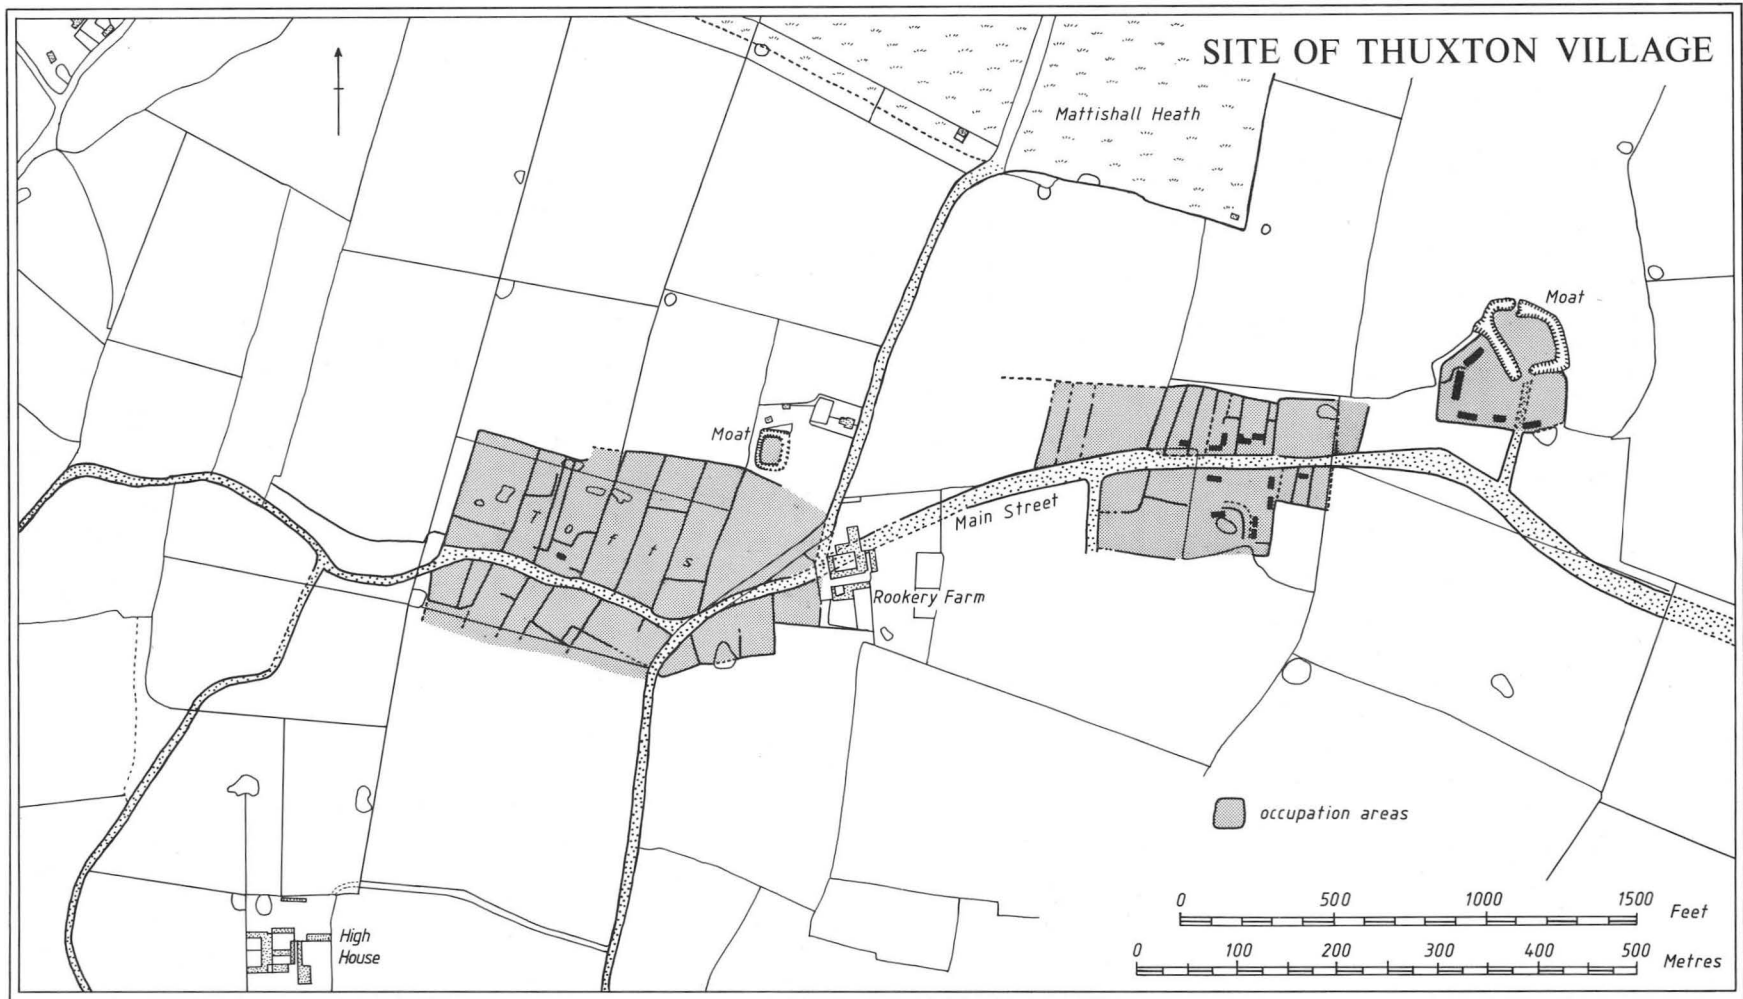 SITE OF THUXTON VILLAGE
Mattishall Heath
Moat
Moat
Tofts
Main Street
Rookery Farm
occupation areas
0 500 1000 1500
Feet
0 100 200 300 400 500
Metres
High
House